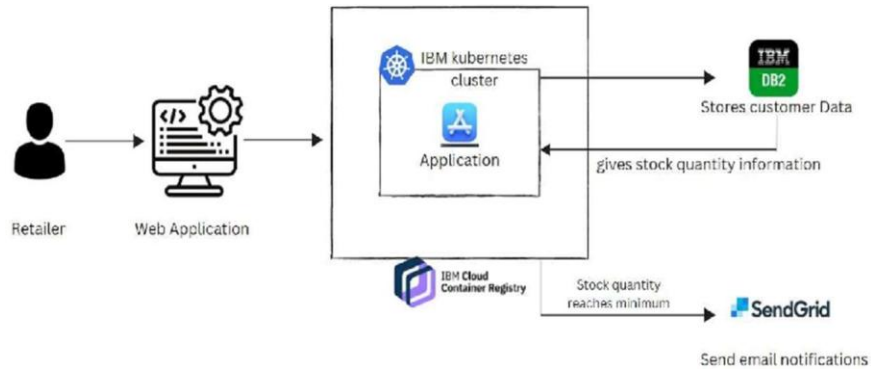 IBM kubernetes
cluster
IBM
DB2
Stores customer Data
</>
Application
gives stock quantity information
Retailer
Web Application
IBM Cloud
Container Registry
Stock quantity
reaches minimum
SendGrid
Send email notifications